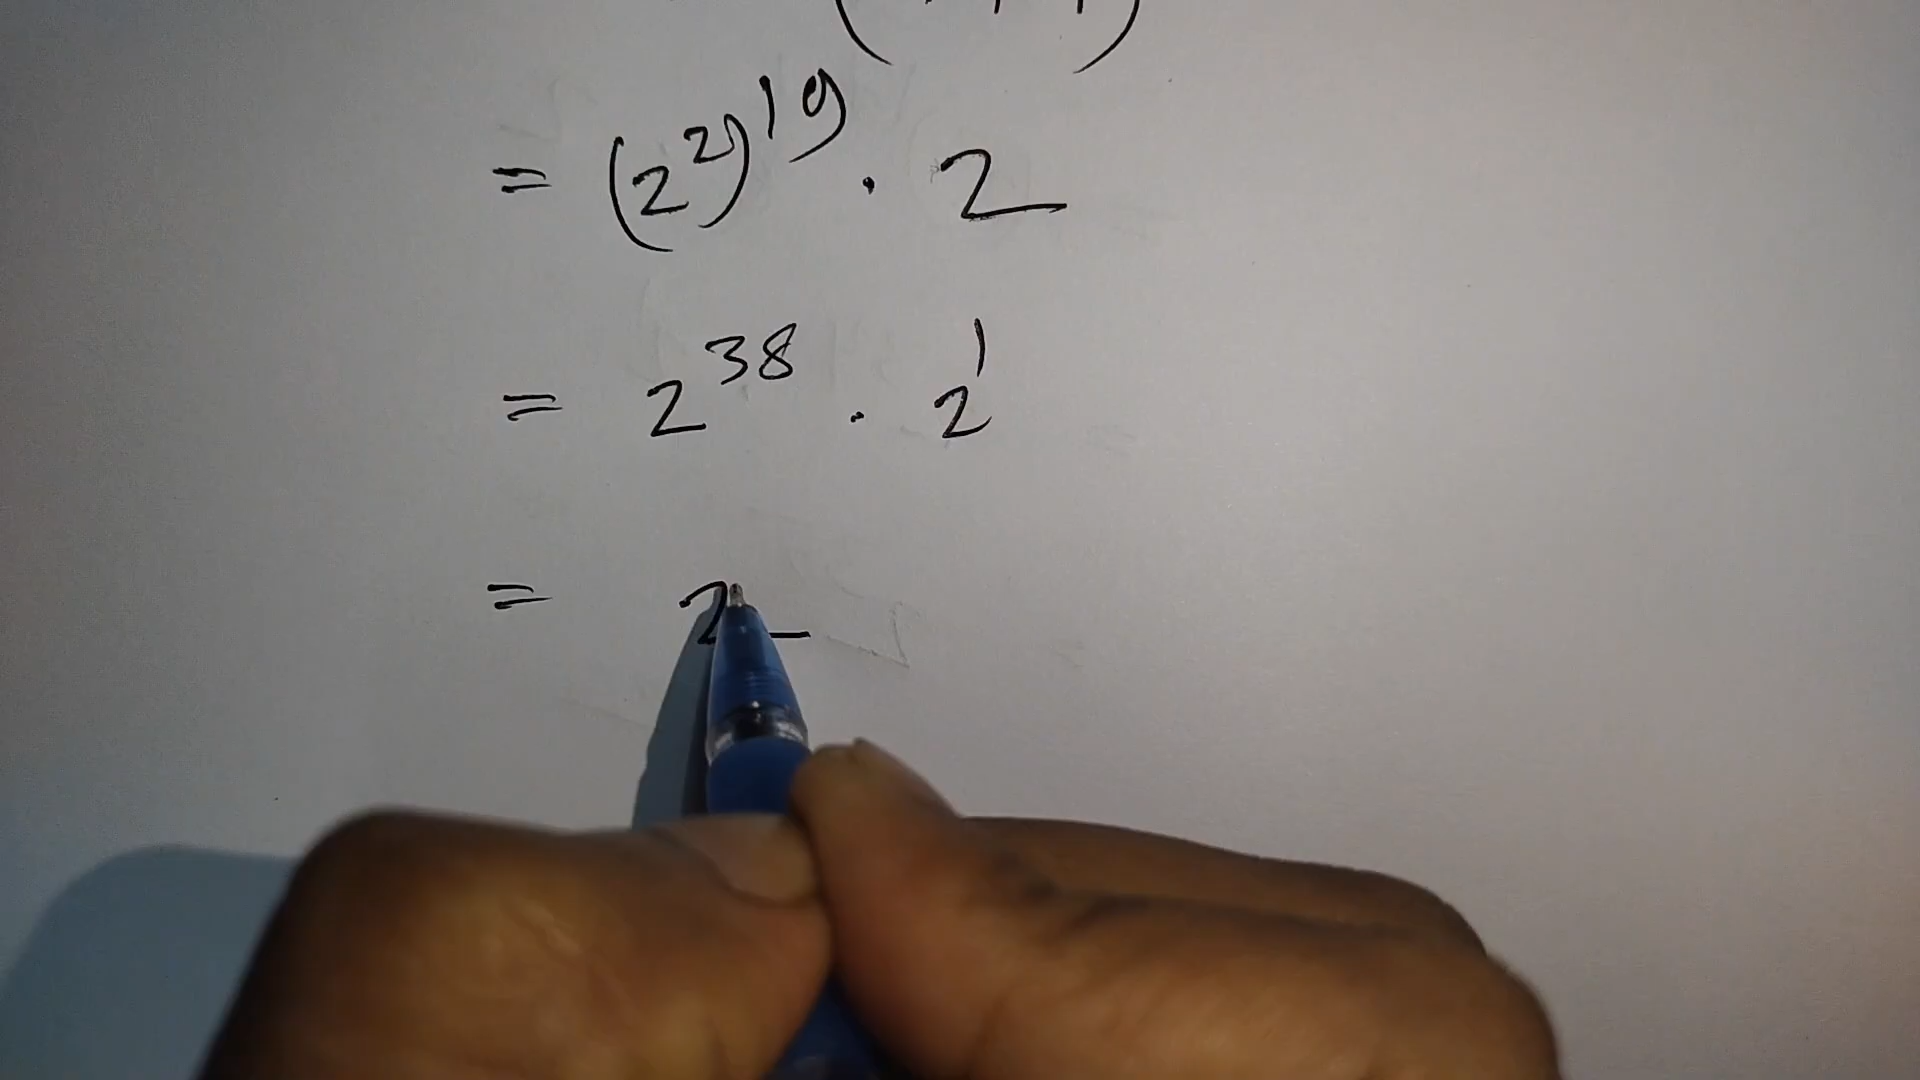 = (2²)¹⁹ · 2
= 2³⁸ · 2¹
= 2